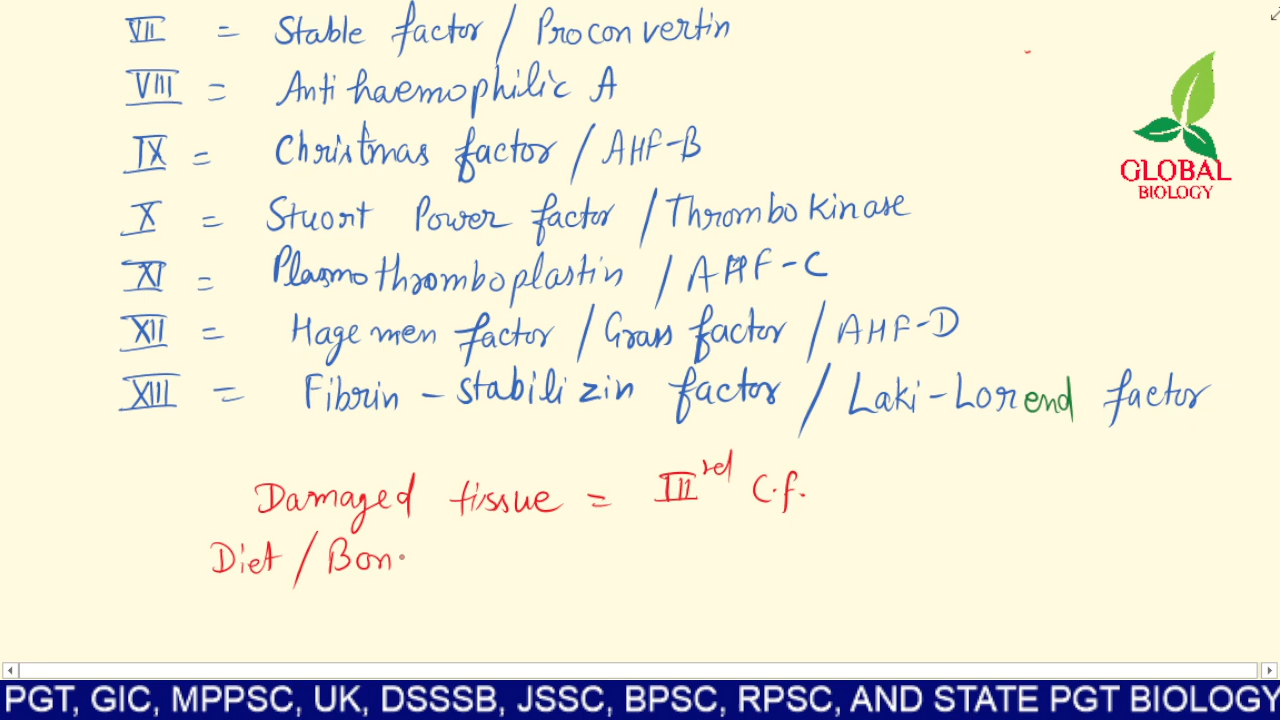 VII = Stable factor / Proconvertin
VIII = Antihaemophilic A
IX = Christmas factor / AHF-B
X = Stuart Power factor / Thrombokinase
XI = Plasmothromboplastin / AHF-C
XII = Hagemen factor / Grass factor / AHF-D
XIII = Fibrin-stabilizin factor / Laki-Lorend factor
Damaged tissue = III rd C.f.
Diet / Bon
GLOBAL
BIOLOGY
PGT, GIC, MPPSC, UK, DSSSB, JSSC, BPSC, RPSC, AND STATE PGT BIOLOGY